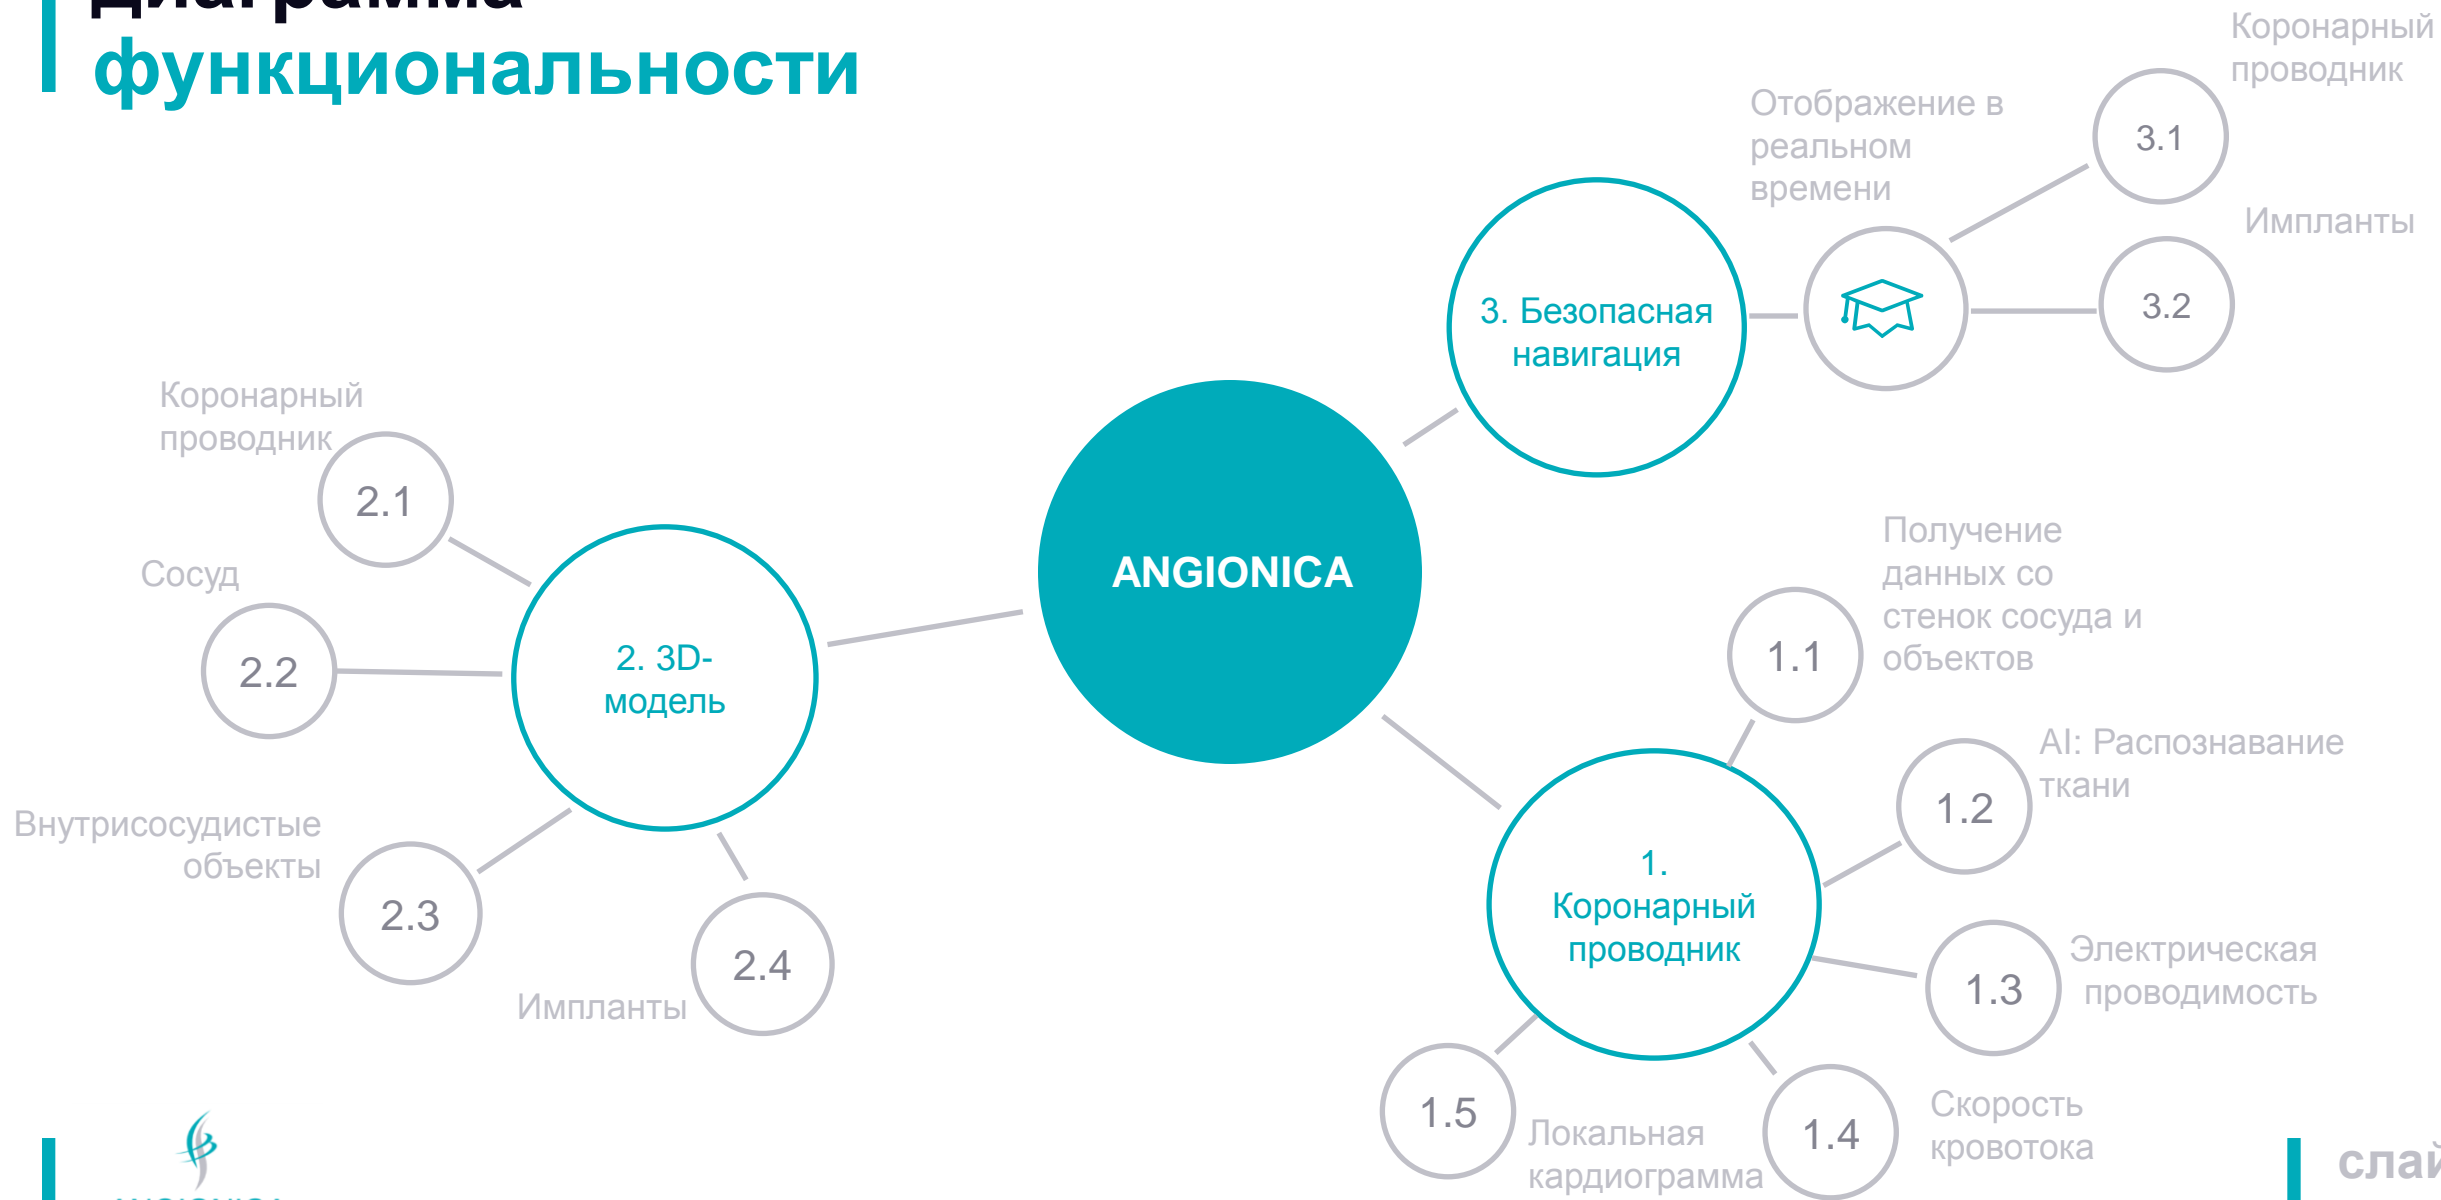 диаграмма
функциональности
Коронарный
проводник
3.1
Отображение в
реальном
времени
Импланты
3.2
3. Безопасная
навигация
Коронарный
проводник
2.1
Сосуд
2.2
2. 3D-
модель
Внутрисосудистые
объекты
2.3
Импланты
2.4
ANGIONICA
Получение
данных со
стенок сосуда и
объектов
1.1
AI: Распознавание
ткани
1.2
1.
Коронарный
проводник
Электрическая
проводимость
1.3
Скорость
кровотока
1.4
Локальная
кардиограмма
1.5
ANGIONICA